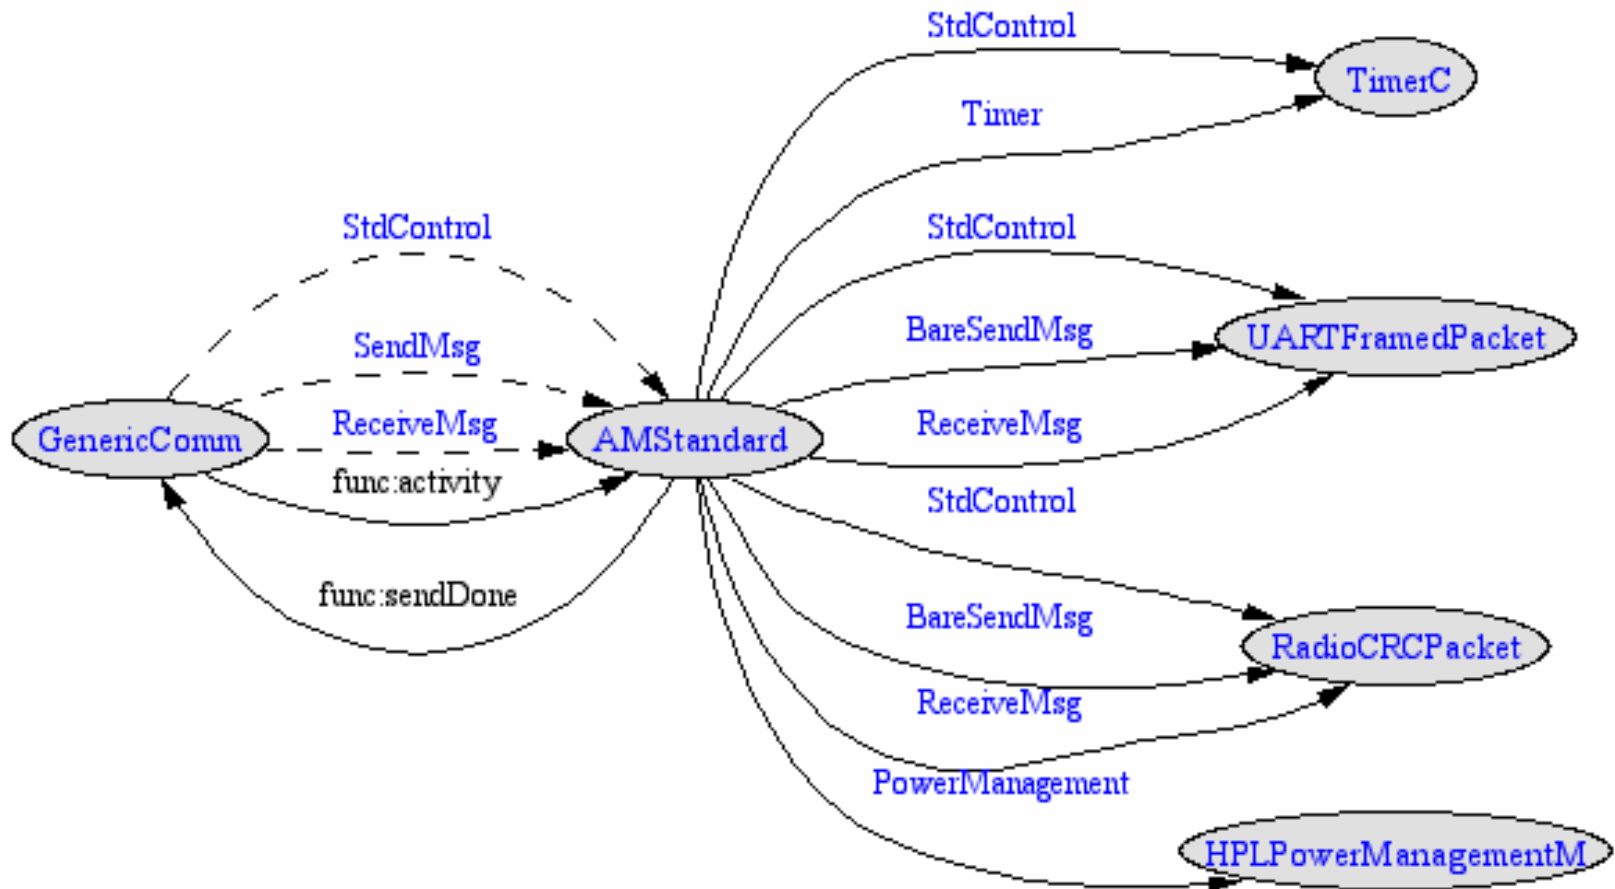 StdControl
TimerC
Timer
StdControl
StdControl
BareSendMsg
UARTFramedPacket
SendMsg
ReceiveMsg
ReceiveMsg
GenericComm
AMStandard
func:activity
StdControl
func:sendDone
BareSendMsg
RadioCRCPacket
ReceiveMsg
PowerManagement
HPLPowerManagementM